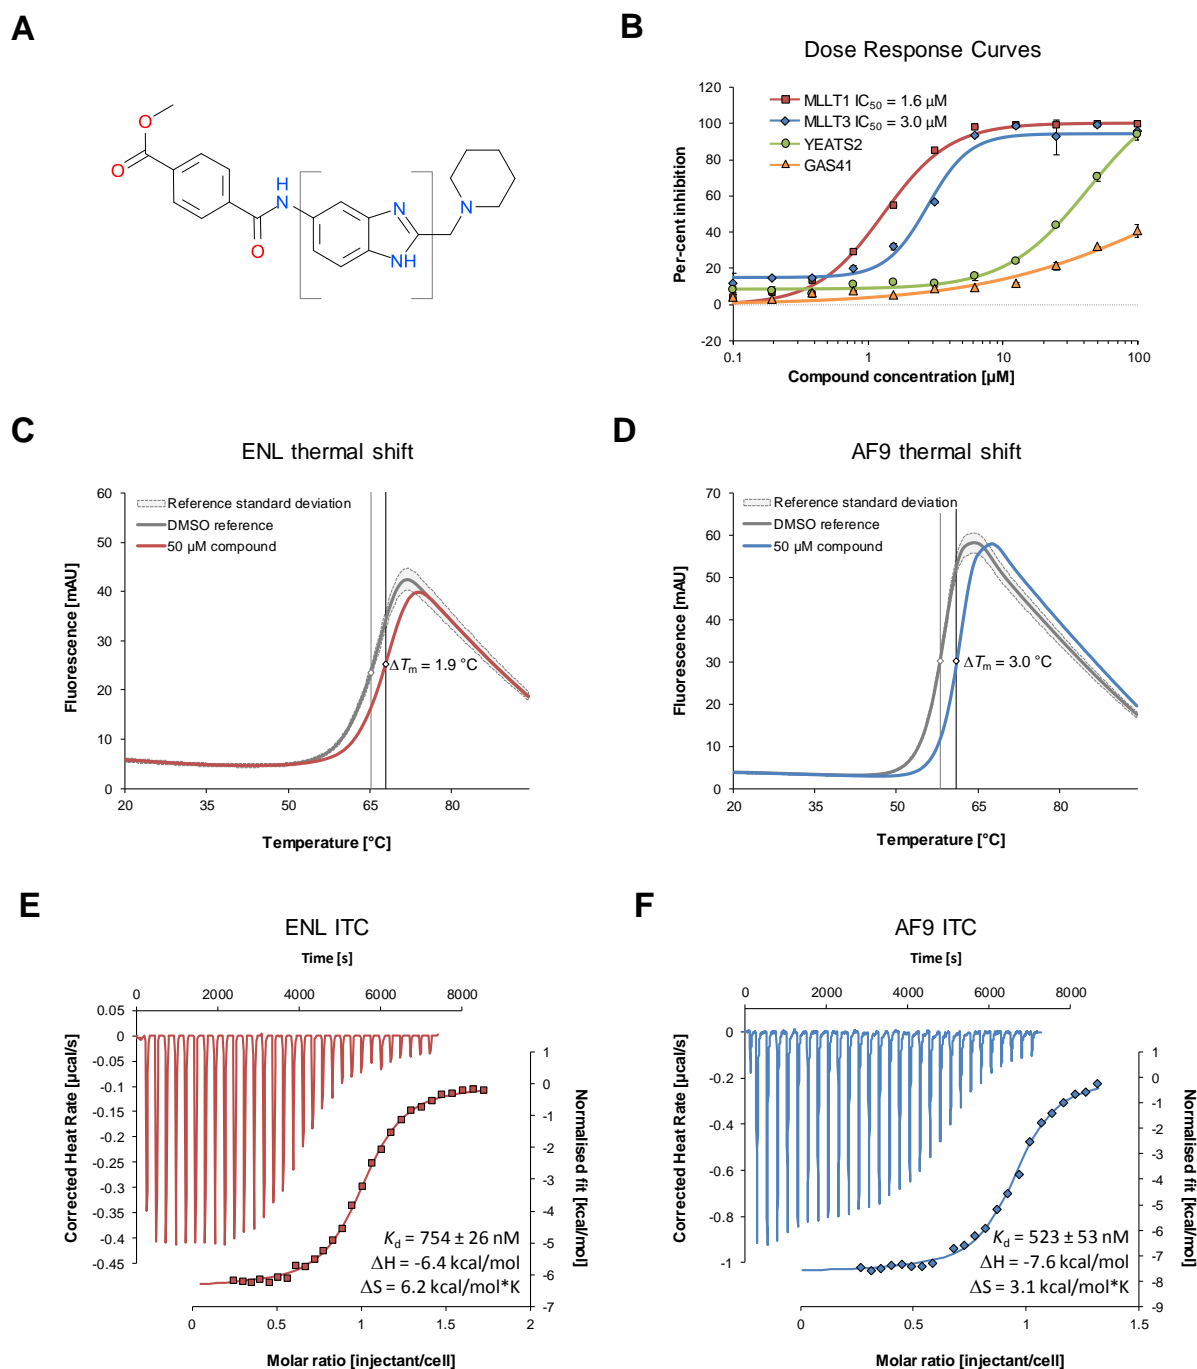 A
O
O
H
N
O
N
NH
N
B
Dose Response Curves
MLLT1 IC50 = 1.6 µM
MLLT3 IC50 = 3.0 µM
YEATS2
GAS41
Per-cent inhibition
120
100
80
60
40
20
0
-20
0.1
1
10
100
Compound concentration [µM]
C
ENL thermal shift
Reference standard deviation
DMSO reference
50 µM compound
Fluorescence [mAU]
60
50
40
30
20
10
0
ΔTm = 1.9 °C
20
35
50
65
80
Temperature [°C]
D
AF9 thermal shift
Reference standard deviation
DMSO reference
50 µM compound
Fluorescence [mAU]
70
60
50
40
30
20
10
0
ΔTm = 3.0 °C
20
35
50
65
80
Temperature [°C]
E
ENL ITC
Time [s]
0
2000
4000
6000
8000
Corrected Heat Rate [µcal/s]
0.05
0
-0.05
-0.1
-0.15
-0.2
-0.25
-0.3
-0.35
-0.4
-0.45
Normalised fit [kcal/mol]
1
0
-1
-2
-3
-4
-5
-6
-7
Kd = 754 ± 26 nM
ΔH = -6.4 kcal/mol
ΔS = 6.2 kcal/mol*K
0
0.5
1
1.5
2
Molar ratio [injectant/cell]
F
AF9 ITC
Time [s]
0
2000
4000
6000
8000
Corrected Heat Rate [µcal/s]
0
-0.2
-0.4
-0.6
-0.8
-1
Normalised fit [kcal/mol]
1
0
-1
-2
-3
-4
-5
-6
-7
-8
-9
Kd = 523 ± 53 nM
ΔH = -7.6 kcal/mol
ΔS = 3.1 kcal/mol*K
0
0.5
1
1.5
Molar ratio [injectant/cell]